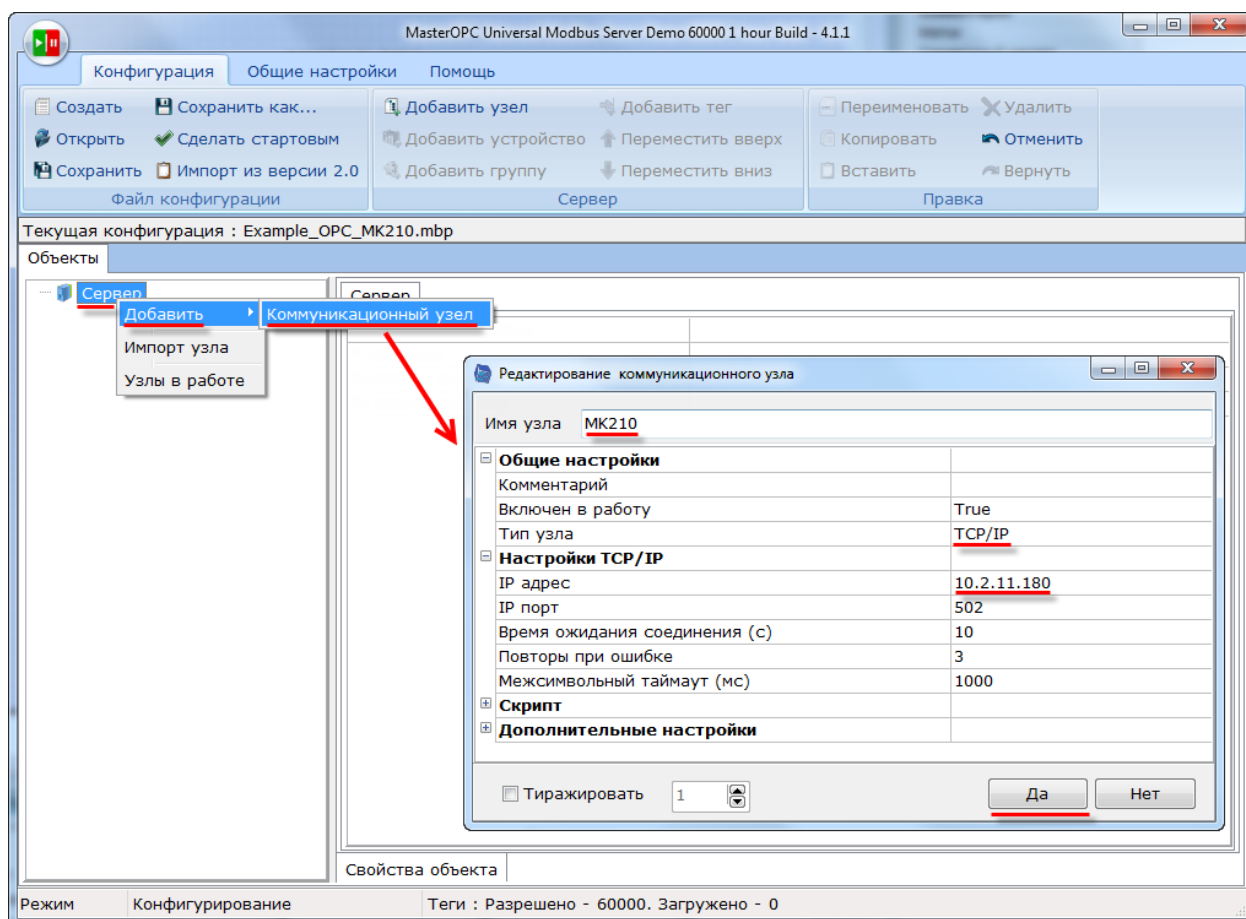 MasterOPC Universal Modbus Server Demo 60000 1 hour Build - 4.1.1
Конфигурация Общие настройки Помощь
Создать Сохранить как... Добавить узел Добавить тег Переименовать Удалить
Открыть Сделать стартовым Добавить устройство Переместить вверх Копировать Отменить
Сохранить Импорт из версии 2.0 Добавить группу Переместить вниз Вставить Вернуть
Файл конфигурации Сервер Правка
Текущая конфигурация : Example_OPC_MK210.mbp
Объекты
Сервер Сервер
Добавить Коммуникационный узел
Импорт узла
Узлы в работе
Редактирование коммуникационного узла
Имя узла МК210
Общие настройки
Комментарий
Включен в работу True
Тип узла TCP/IP
Настройки TCP/IP
IP адрес 10.2.11.180
IP порт 502
Время ожидания соединения (с) 10
Повторы при ошибке 3
Межсимвольный таймаут (мс) 1000
Скрипт
Дополнительные настройки
Тиражировать 1 Да Нет
Свойства объекта
Режим Конфигурирование Теги : Разрешено - 60000. Загружено - 0